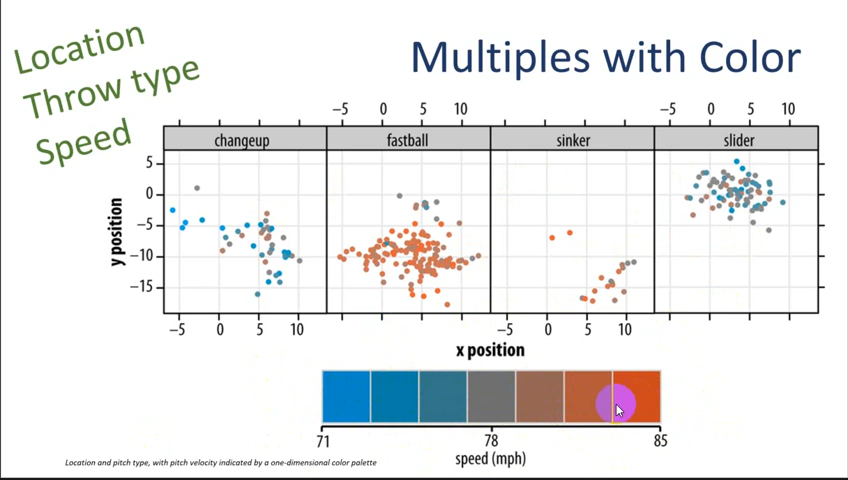 Location
Throw type
Speed
Multiples with Color
−5 0 5 10 −5 0 5 10
changeup fastball sinker slider
5
0
−5
−10
−15
y position
−5 0 5 10 −5 0 5 10
x position
71 78 85
speed (mph)
Location and pitch type, with pitch velocity indicated by a one-dimensional color palette